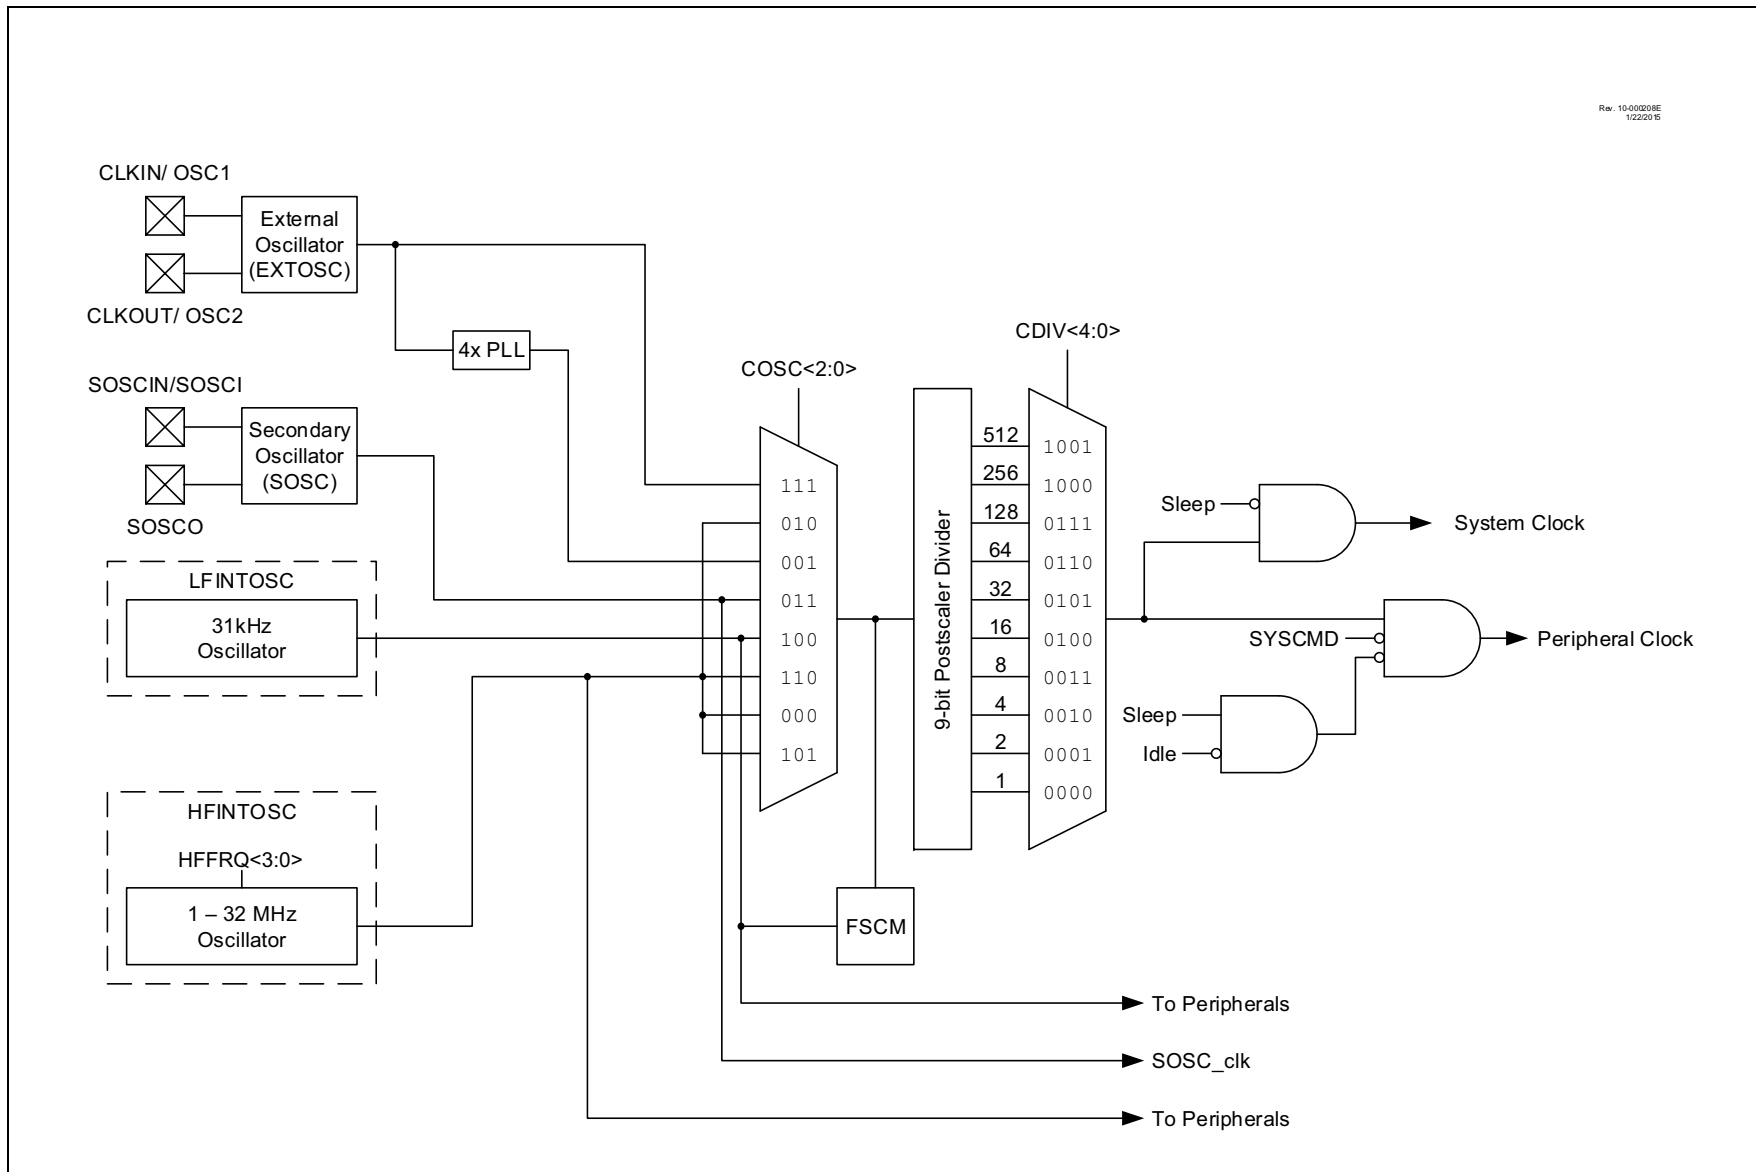 Rev. 10-000208E
1/22/2015
CLKIN/ OSC1
External
Oscillator
(EXTOSC)
CLKOUT/ OSC2
4x PLL
SOSCIN/SOSCI
Secondary
Oscillator
(SOSC)
SOSCO
LFINTOSC
31kHz
Oscillator
HFINTOSC
HFFRQ<3:0>
1 – 32 MHz
Oscillator
COSC<2:0>
111
010
001
011
100
110
000
101
FSCM
9-bit Postscaler Divider
CDIV<4:0>
512 1001
256 1000
128 0111
64 0110
32 0101
16 0100
8 0011
4 0010
2 0001
1 0000
Sleep
System Clock
SYSCMD
Peripheral Clock
Sleep
Idle
To Peripherals
SOSC_clk
To Peripherals